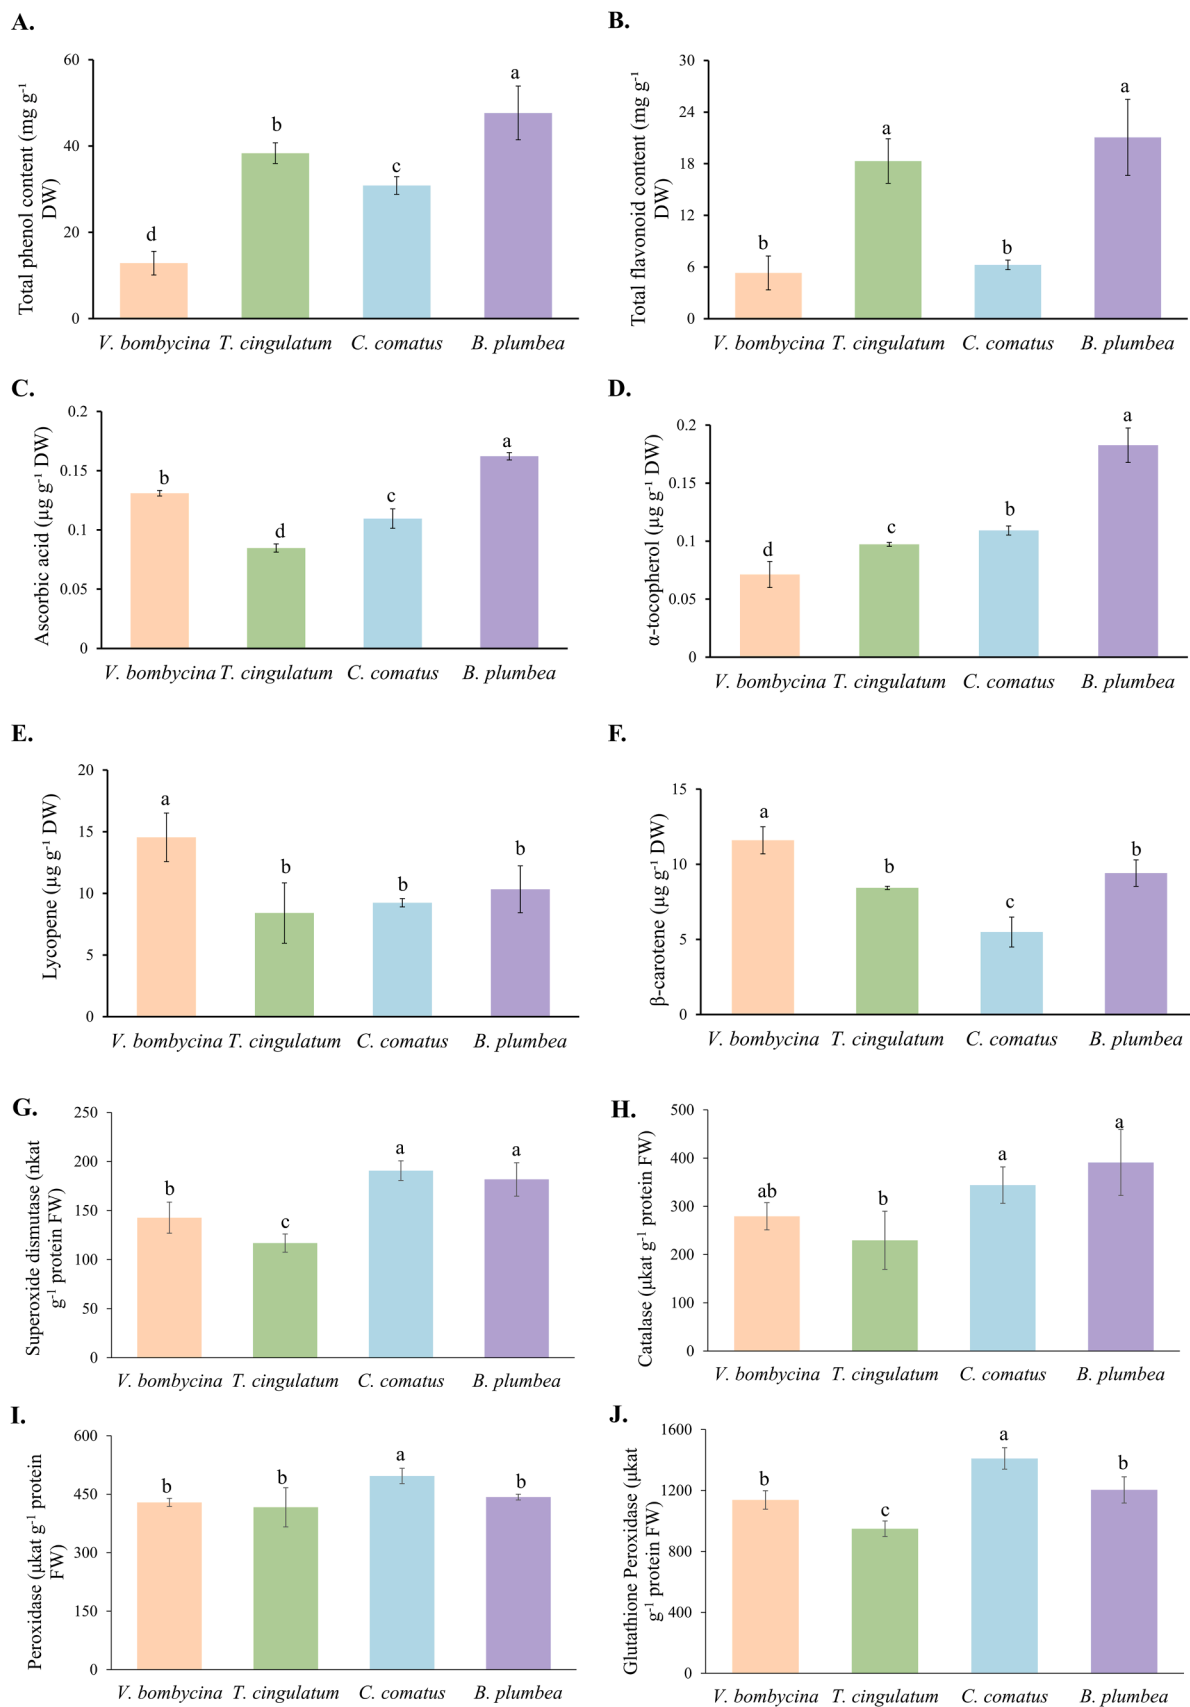 A.
Total phenol content (mg g⁻¹
DW)
60
40
20
0
d
b
c
a
V. bombycina T. cingulatum C. comatus B. plumbea
B.
Total flavonoid content (mg g⁻¹
DW)
30
24
18
12
6
0
b
a
b
a
V. bombycina T. cingulatum C. comatus B. plumbea
C.
Ascorbic acid (µg g⁻¹ DW)
0.2
0.15
0.1
0.05
0
b
d
c
a
V. bombycina T. cingulatum C. comatus B. plumbea
D.
α-tocopherol (µg g⁻¹ DW)
0.2
0.15
0.1
0.05
0
d
c
b
a
V. bombycina T. cingulatum C. comatus B. plumbea
E.
Lycopene (µg g⁻¹ DW)
20
15
10
5
0
a
b
b
b
V. bombycina T. cingulatum C. comatus B. plumbea
F.
β-carotene (µg g⁻¹ DW)
15
10
5
0
a
b
c
b
V. bombycina T. cingulatum C. comatus B. plumbea
G.
Superoxide dismutase (nkat
g⁻¹ protein FW)
250
200
150
100
50
0
b
c
a
a
V. bombycina T. cingulatum C. comatus B. plumbea
H.
Catalase (µkat g⁻¹ protein FW)
500
400
300
200
100
0
ab
b
a
a
V. bombycina T. cingulatum C. comatus B. plumbea
I.
Peroxidase (µkat g⁻¹ protein
FW)
600
450
300
150
0
b
b
a
b
V. bombycina T. cingulatum C. comatus B. plumbea
J.
Glutathione Peroxidase (µkat
g⁻¹ protein FW)
1600
1200
800
400
0
b
c
a
b
V. bombycina T. cingulatum C. comatus B. plumbea